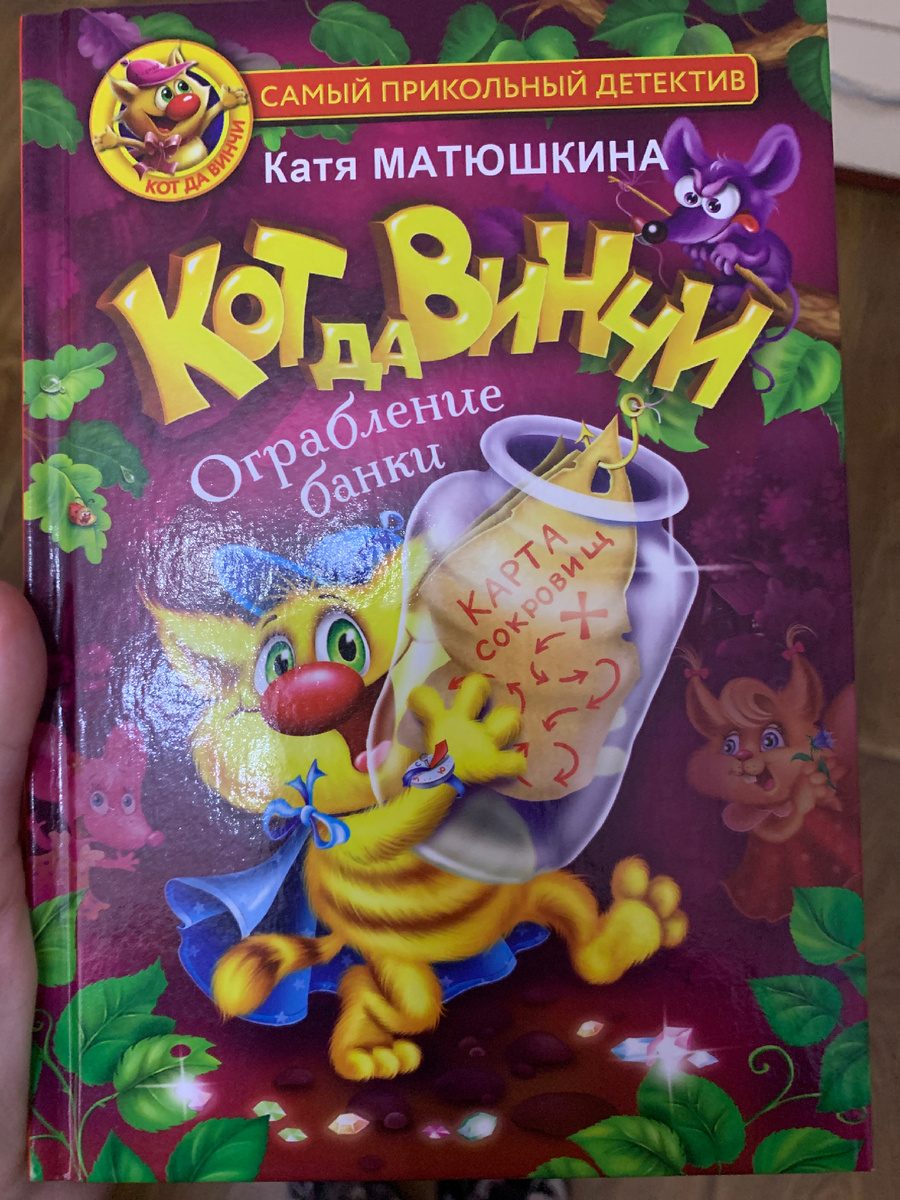 САМЫЙ ПРИКОЛЬНЫЙ ДЕТЕКТИВ
КОТ ДА ВИНЧИ
Катя МАТЮШКИНА
КОТ ДА ВИНЧИ
Ограбление
банки
КАРТА
СОКРОВИЩ